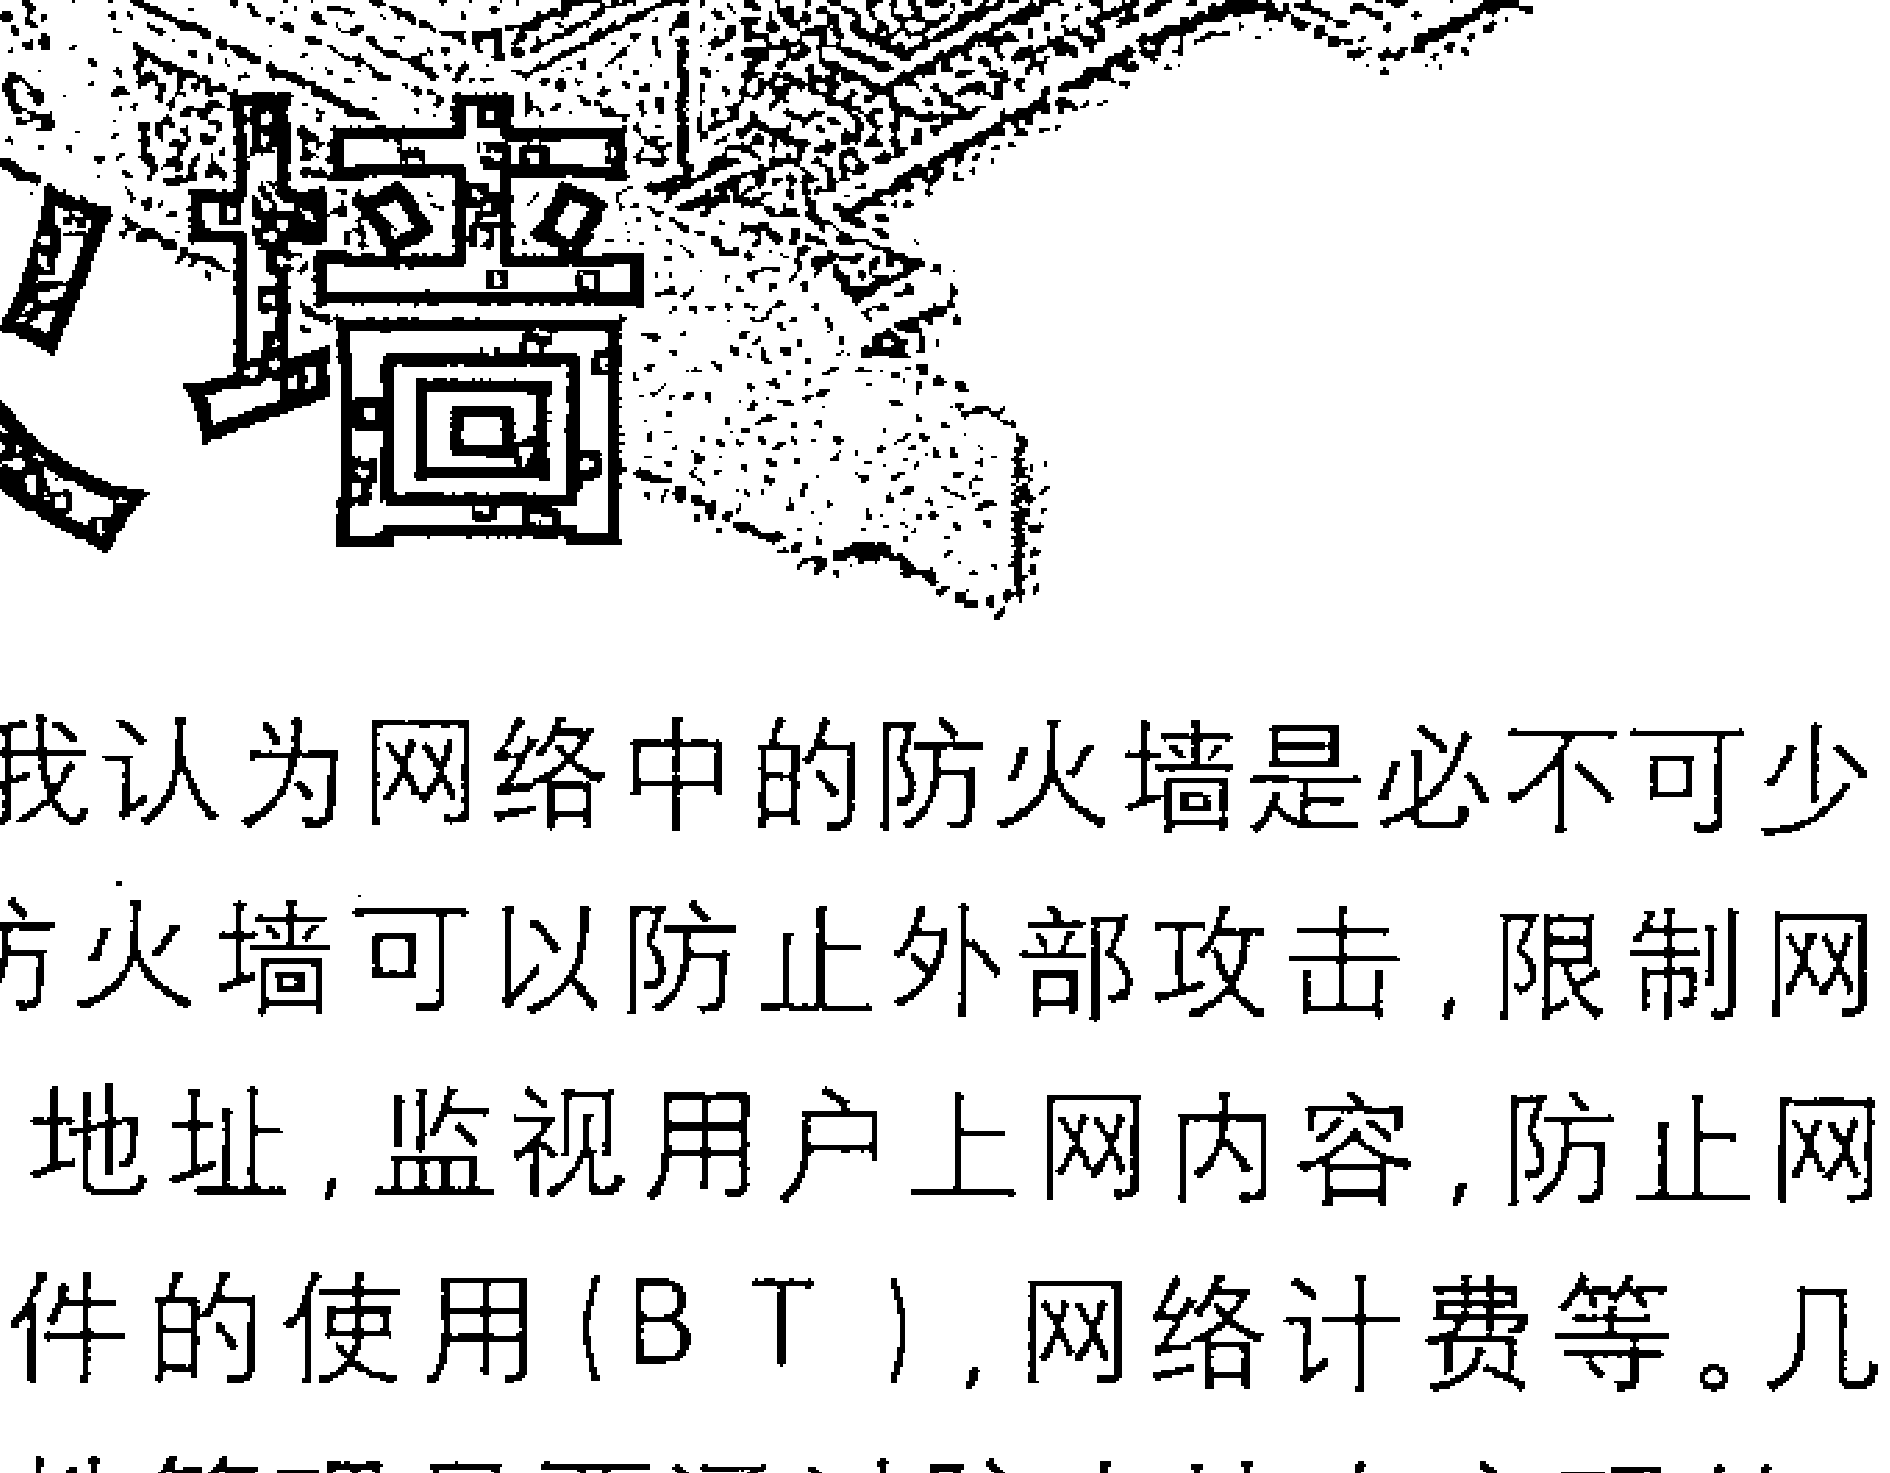 墙
我认为网络中的防火墙是必不可少
防火墙可以防止外部攻击,限制网
地址,监视用户上网内容,防止网
件的使用(BT),网络计费等。几